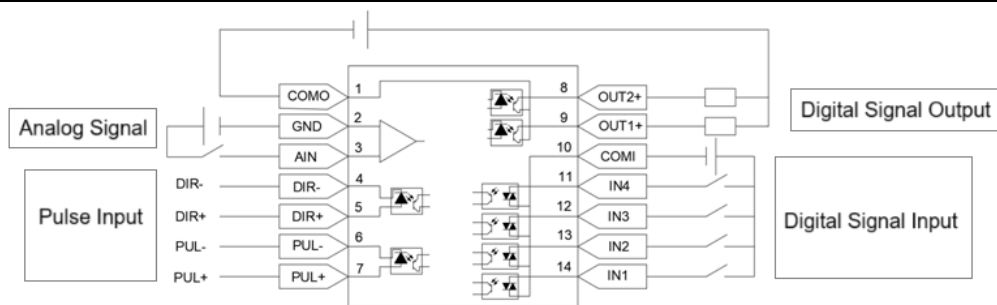 COMO 1 8 OUT2+
Analog Signal GND 2 9 OUT1+ Digital Signal Output
AIN 3 10 COMI
DIR- DIR- 4 11 IN4
Pulse Input DIR+ DIR+ 5 12 IN3 Digital Signal Input
PUL- PUL- 6 13 IN2
PUL+ PUL+ 7 14 IN1